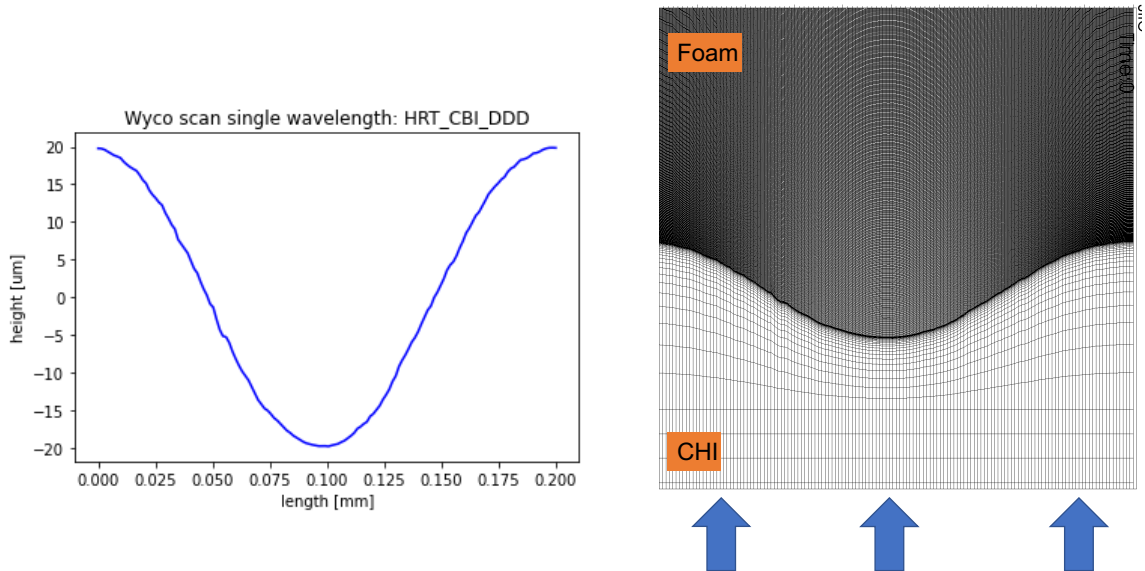 Wyco scan single wavelength: HRT_CBI_DDD
height [um]
20
15
10
5
0
−5
−10
−15
−20
0.000 0.025 0.050 0.075 0.100 0.125 0.150 0.175 0.200
length [mm]
Foam
CHI
Time 0